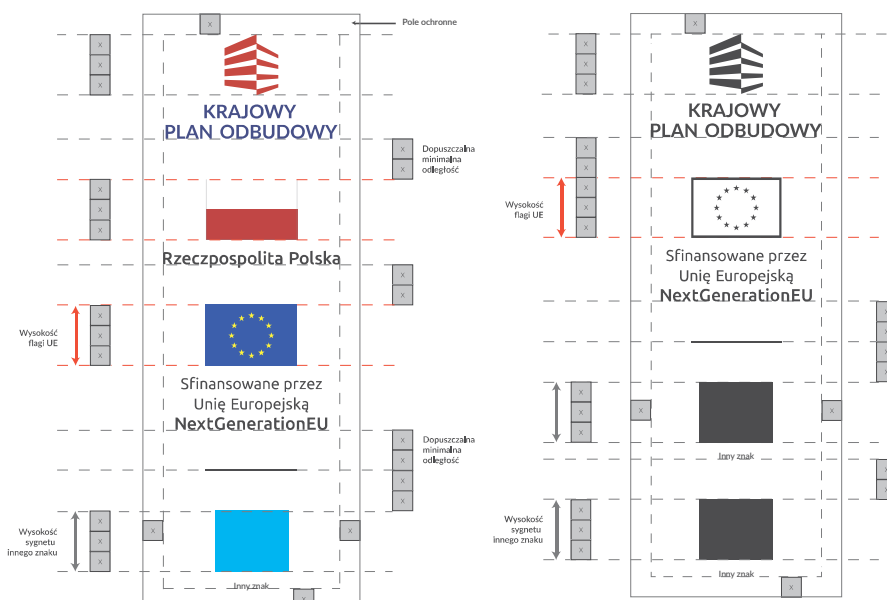 X
Pole ochronne
X
X
X
KRAJOWY
PLAN ODBUDOWY
X
X
Dopuszczalna
minimalna
odległość
X
X
X
Rzeczpospolita Polska
X
X
Wysokość
flagi UE
X
X
X
Sfinansowane przez
Unię Europejską
NextGenerationEU
X
X
X
X
Dopuszczalna
minimalna
odległość
Wysokość
sygnetu
innego znaku
X
X
X
X
X
Inny znak
X
X
X
X
X
KRAJOWY
PLAN ODBUDOWY
X
X
X
X
X
Wysokość
flagi UE
Sfinansowane przez
Unię Europejską
NextGenerationEU
X
X
X
X
X
X
X
X
X
Inny znak
X
X
Wysokość
sygnetu
innego znaku
X
X
X
Inny znak
X